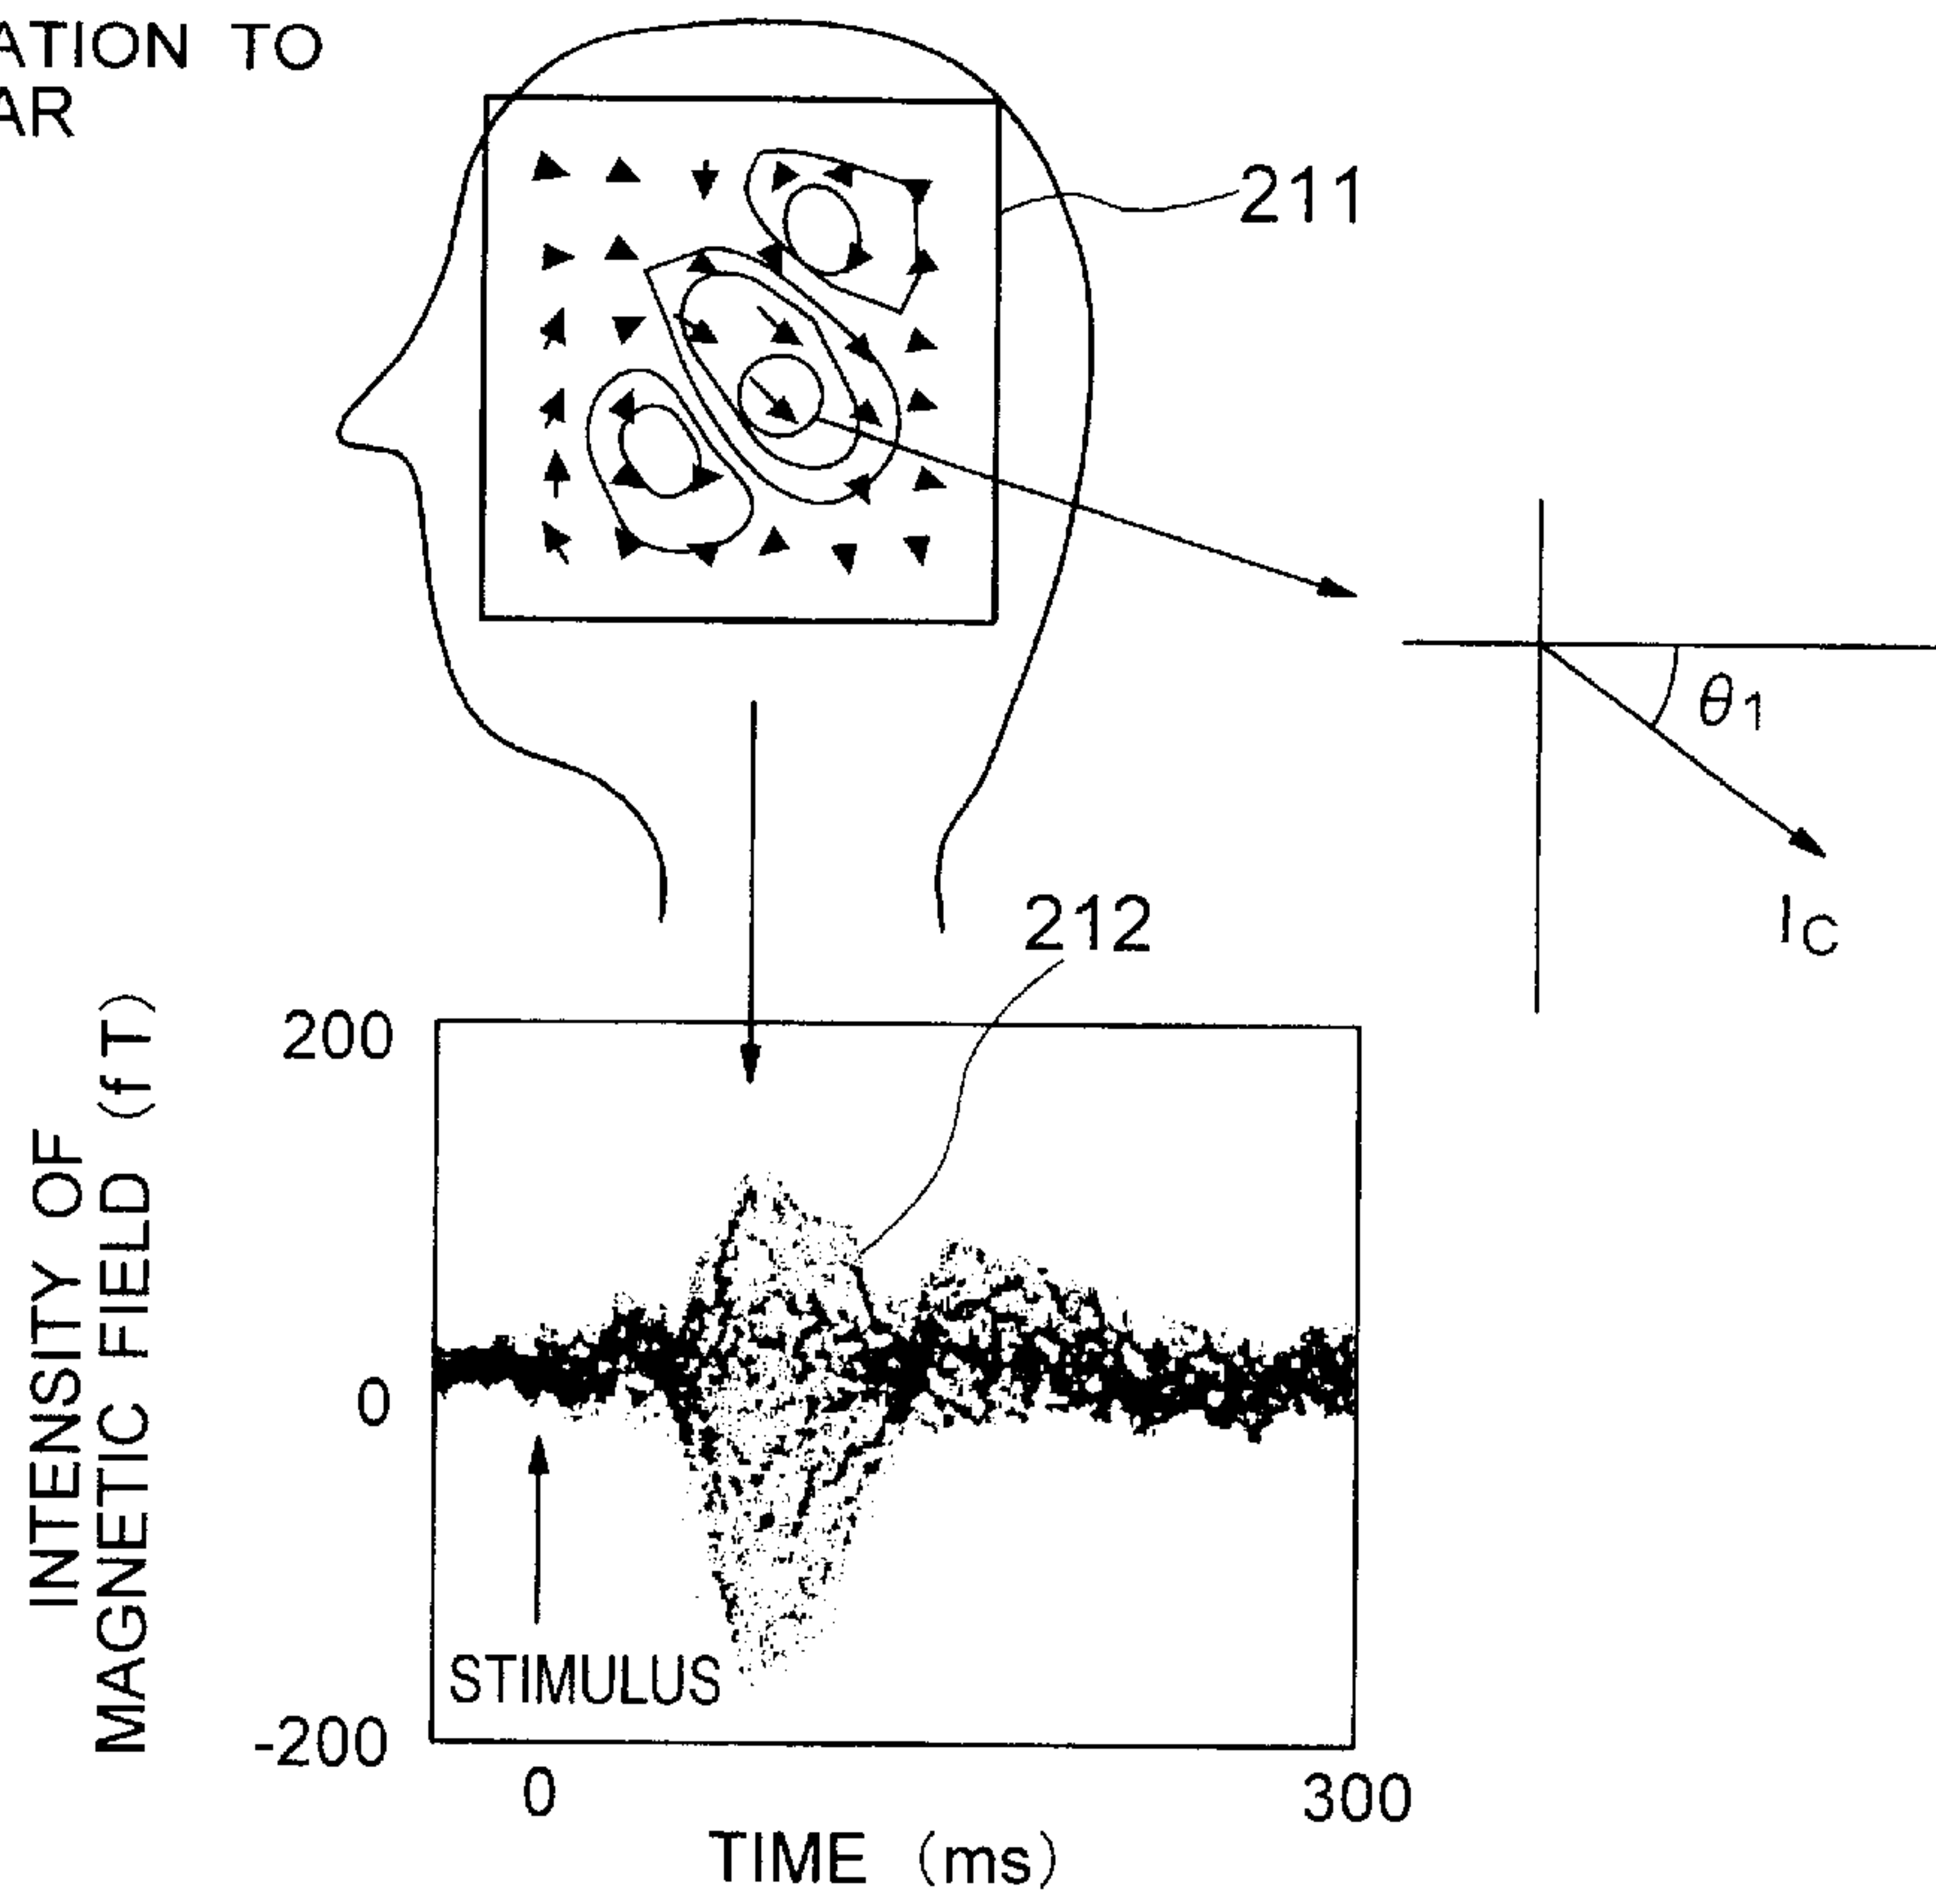 ATION TO
AR
211
θ1
IC
212
INTENSITY OF
MAGNETIC FIELD (fT)
200
0
-200
STIMULUS
0
300
TIME (ms)